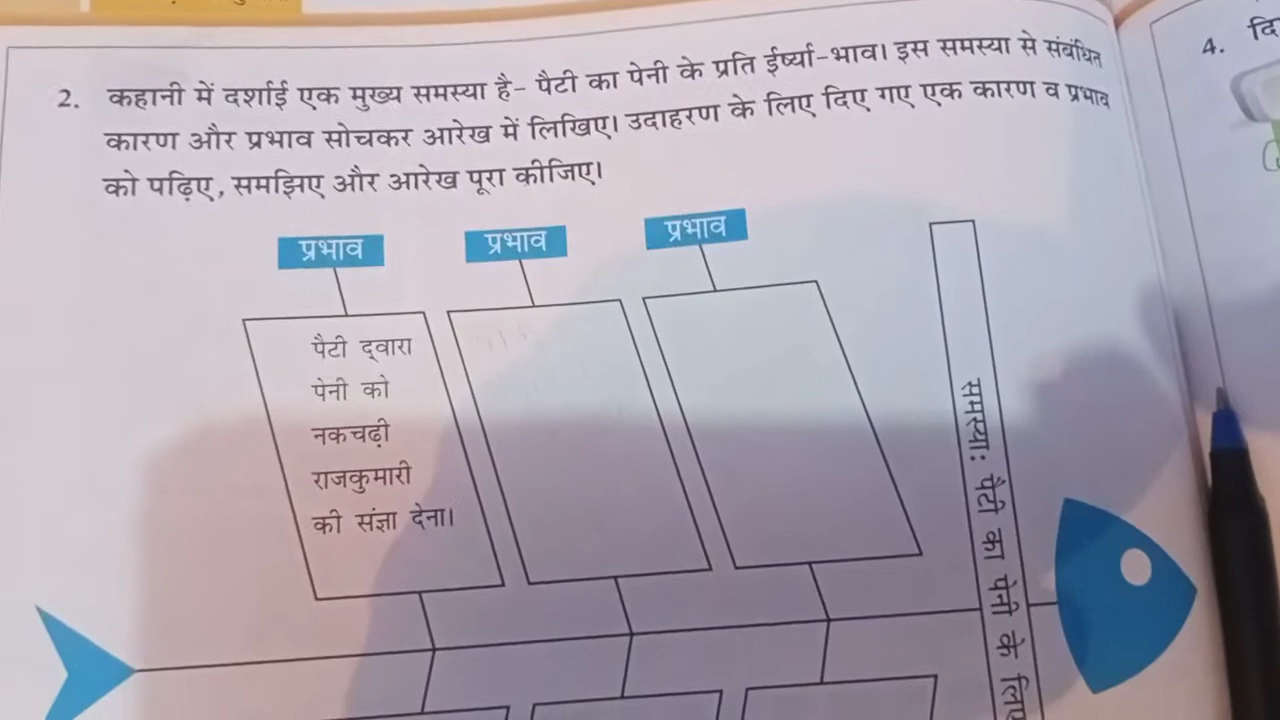 2. कहानी में दर्शाई एक मुख्य समस्या है- पैटी का पेनी के प्रति ईर्ष्या-भाव। इस समस्या से संबंधित
कारण और प्रभाव सोचकर आरेख में लिखिए। उदाहरण के लिए दिए गए एक कारण व प्रभाव
को पढ़िए, समझिए और आरेख पूरा कीजिए।
प्रभाव
प्रभाव
प्रभाव
पैटी द्वारा
पेनी को
नकचढ़ी
राजकुमारी
की संज्ञा देना।
समस्या: पैटी का पेनी के
4.